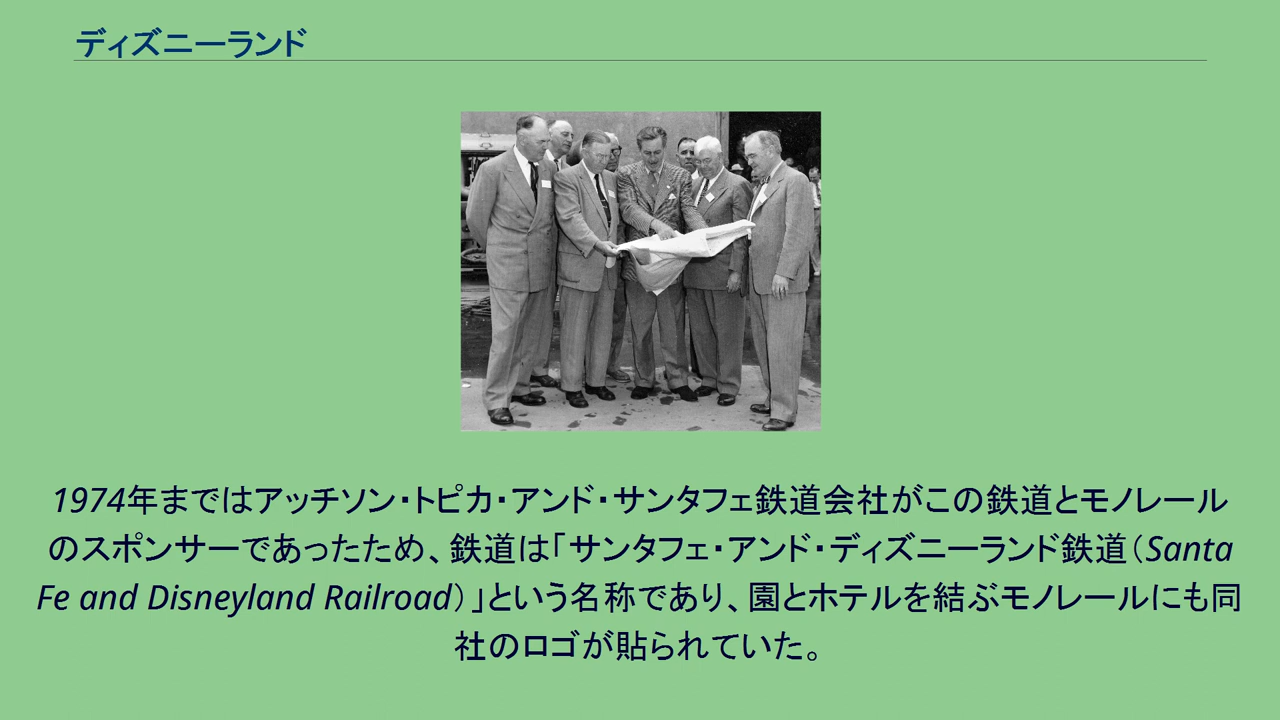 ディズニーランド
1974年まではアッチソン・トピカ・アンド・サンタフェ鉄道会社がこの鉄道とモノレール
のスポンサーであったため、鉄道は「サンタフェ・アンド・ディズニーランド鉄道（Santa
Fe and Disneyland Railroad）」という名称であり、園とホテルを結ぶモノレールにも同
社のロゴが貼られていた。